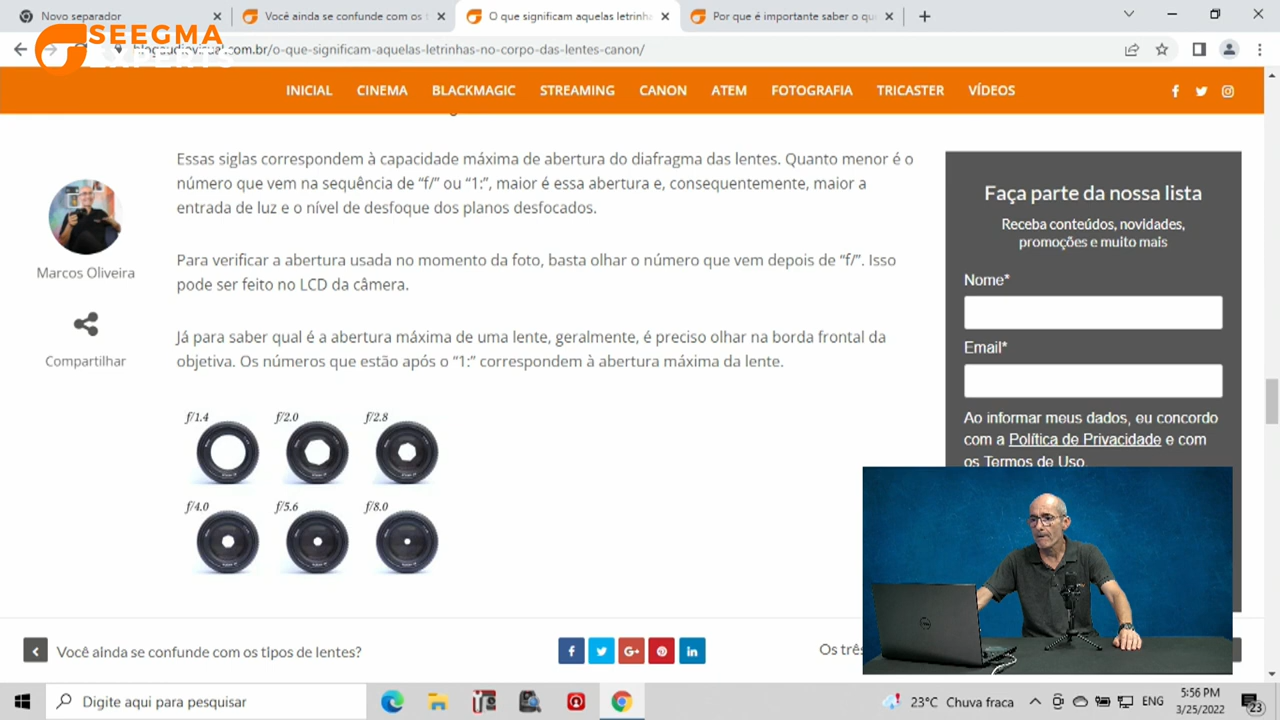 Novo separador
Você ainda se confunde com os t
O que significam aquelas letrinha
Por que é importante saber o qu
SEEGMA
EXPERTS
blogaudiovisual.com.br/o-que-significam-aquelas-letrinhas-no-corpo-das-lentes-canon/
INICIAL CINEMA BLACKMAGIC STREAMING CANON ATEM FOTOGRAFIA TRICASTER VÍDEOS
Essas siglas correspondem à capacidade máxima de abertura do diafragma das lentes. Quanto menor é o
número que vem na sequência de “f/” ou “1:”, maior é essa abertura e, consequentemente, maior a
entrada de luz e o nível de desfoque dos planos desfocados.
Para verificar a abertura usada no momento da foto, basta olhar o número que vem depois de “f/”. Isso
pode ser feito no LCD da câmera.
Já para saber qual é a abertura máxima de uma lente, geralmente, é preciso olhar na borda frontal da
objetiva. Os números que estão após o “1:” correspondem à abertura máxima da lente.
Marcos Oliveira
Compartilhar
f/1.4 f/2.0 f/2.8
f/4.0 f/5.6 f/8.0
Faça parte da nossa lista
Receba conteúdos, novidades,
promoções e muito mais
Nome*
Email*
Ao informar meus dados, eu concordo
com a Política de Privacidade e com
os Termos de Uso.
Você ainda se confunde com os tipos de lentes?
Os três
Digite aqui para pesquisar
23°C Chuva fraca
ENG
5:56 PM
3/25/2022
23